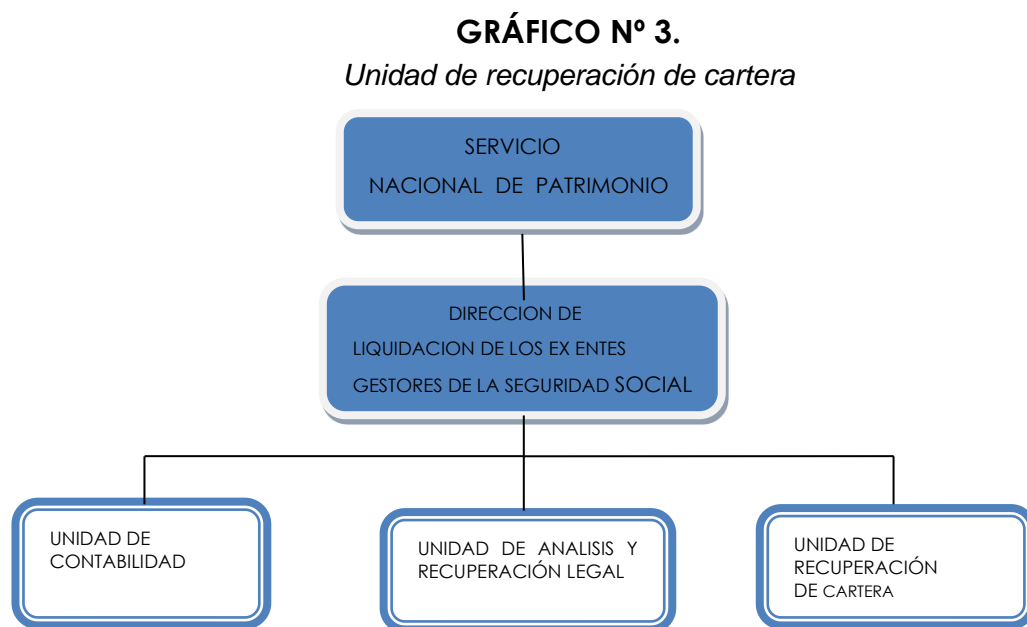 GRÁFICO Nº 3.
Unidad de recuperación de cartera
SERVICIO
NACIONAL DE PATRIMONIO
DIRECCION DE
LIQUIDACION DE LOS EX ENTES
GESTORES DE LA SEGURIDAD SOCIAL
UNIDAD DE
CONTABILIDAD
UNIDAD DE ANALISIS Y
RECUPERACIÓN LEGAL
UNIDAD DE
RECUPERACIÓN
DE CARTERA